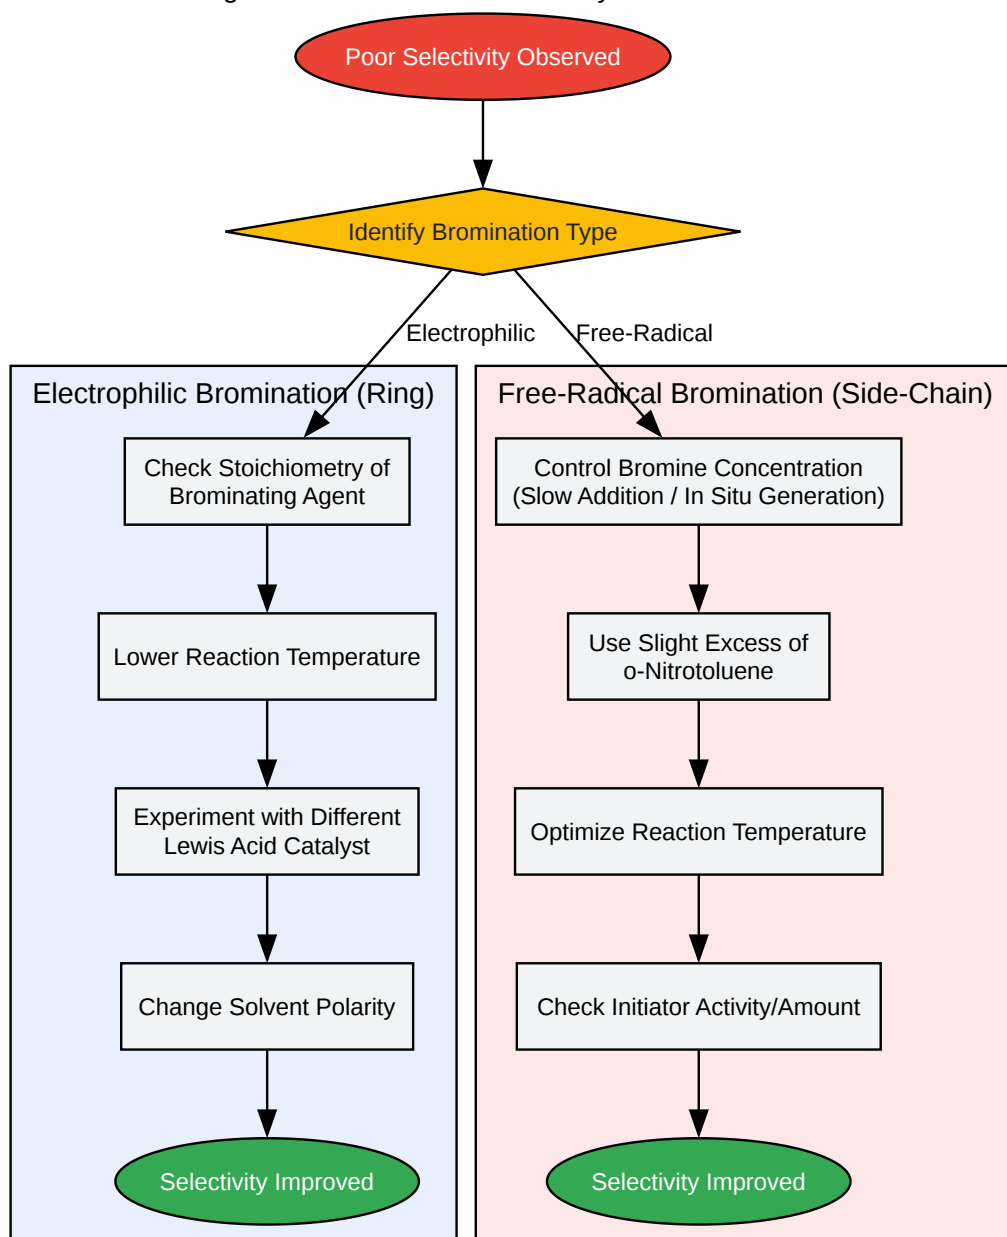 Poor Selectivity Observed
Identify Bromination Type
Electrophilic
Free-Radical
Electrophilic Bromination (Ring)
Check Stoichiometry of
Brominating Agent
Lower Reaction Temperature
Experiment with Different
Lewis Acid Catalyst
Change Solvent Polarity
Selectivity Improved
Free-Radical Bromination (Side-Chain)
Control Bromine Concentration
(Slow Addition / In Situ Generation)
Use Slight Excess of
o-Nitrotoluene
Optimize Reaction Temperature
Check Initiator Activity/Amount
Selectivity Improved